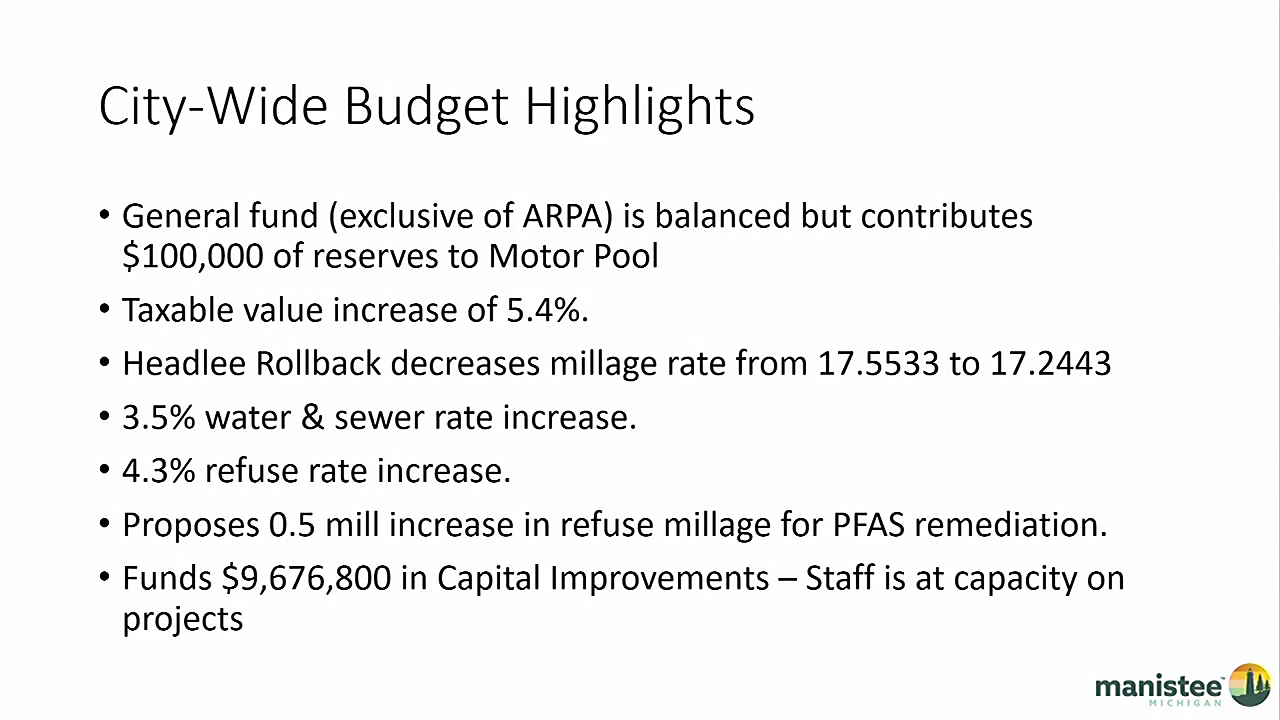 City-Wide Budget Highlights
• General fund (exclusive of ARPA) is balanced but contributes
$100,000 of reserves to Motor Pool
• Taxable value increase of 5.4%.
• Headlee Rollback decreases millage rate from 17.5533 to 17.2443
• 3.5% water & sewer rate increase.
• 4.3% refuse rate increase.
• Proposes 0.5 mill increase in refuse millage for PFAS remediation.
• Funds $9,676,800 in Capital Improvements – Staff is at capacity on
projects
manistee
MICHIGAN